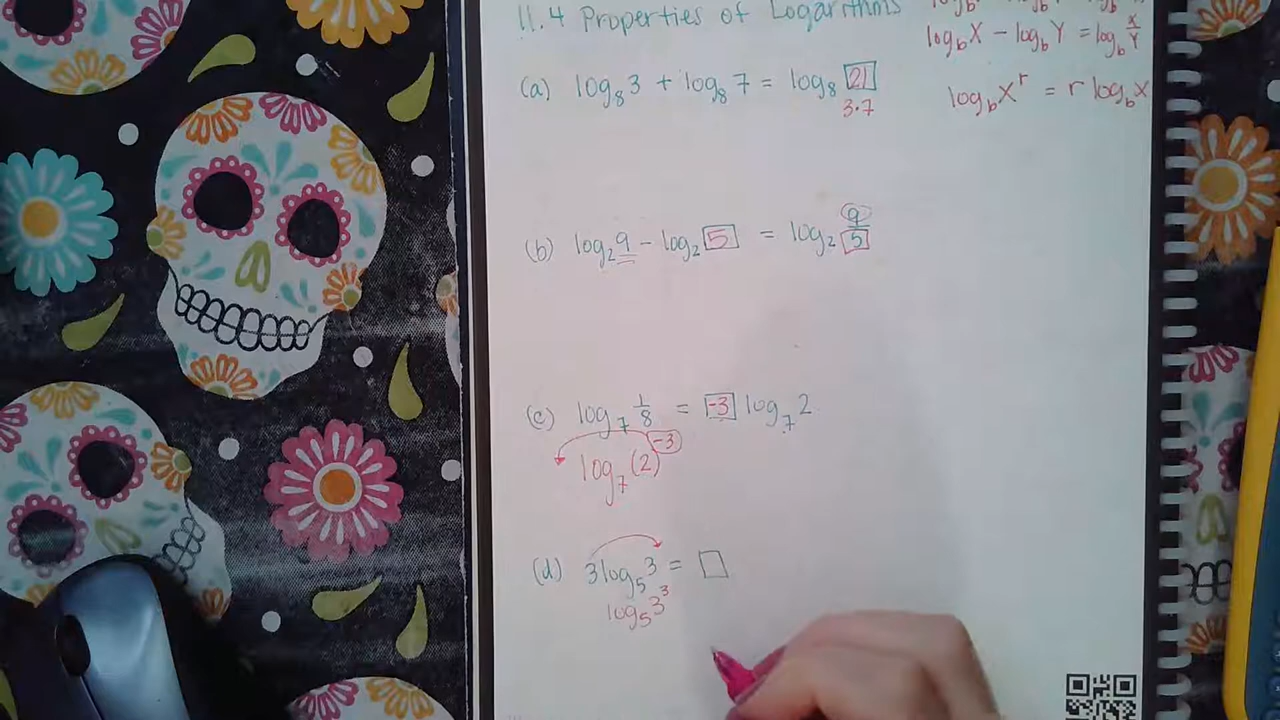 11.4 Properties of Logarithms
log_b X − log_b Y = log_b X/Y
log_b X^r = r log_b X
(a) log_8 3 + log_8 7 = log_8 21
3·7
(b) log_2 9 − log_2 5 = log_2 9/5
(c) log_7 1/8 = -3 log_7 2
log_7 (2)^-3
(d) 3 log_5 3 = □
log_5 3^3